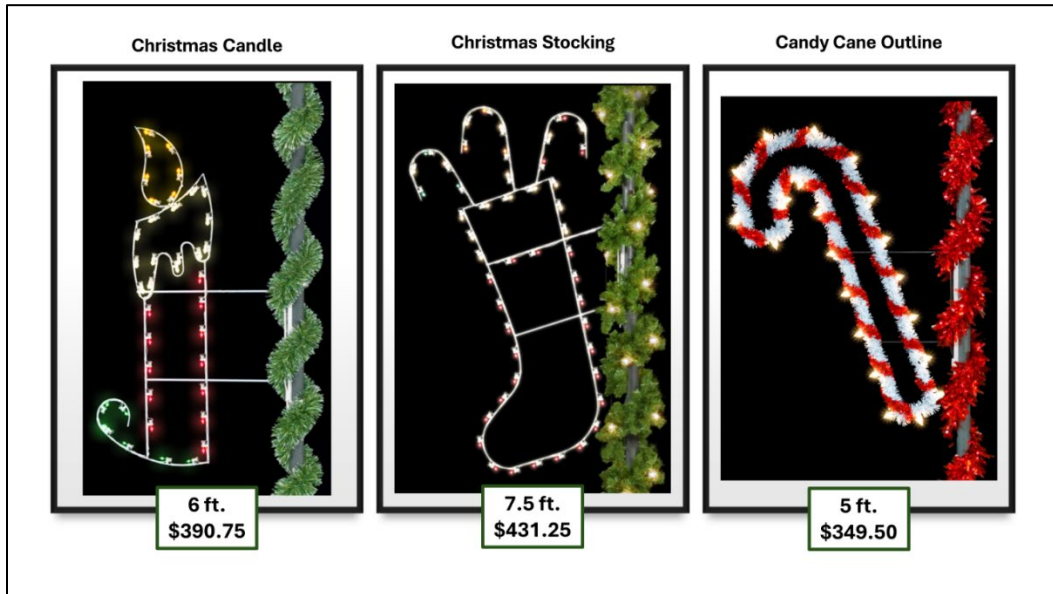 Christmas Candle
Christmas Stocking
Candy Cane Outline
6 ft.
$390.75
7.5 ft.
$431.25
5 ft.
$349.50